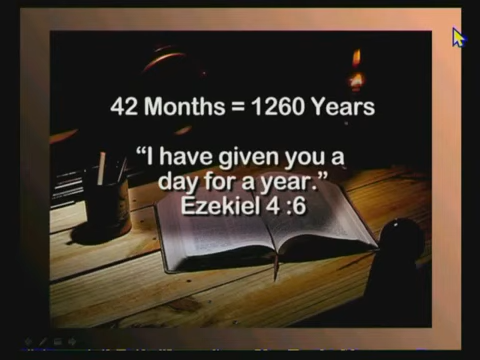 42 Months = 1260 Years
“I have given you a
day for a year.”
Ezekiel 4 :6